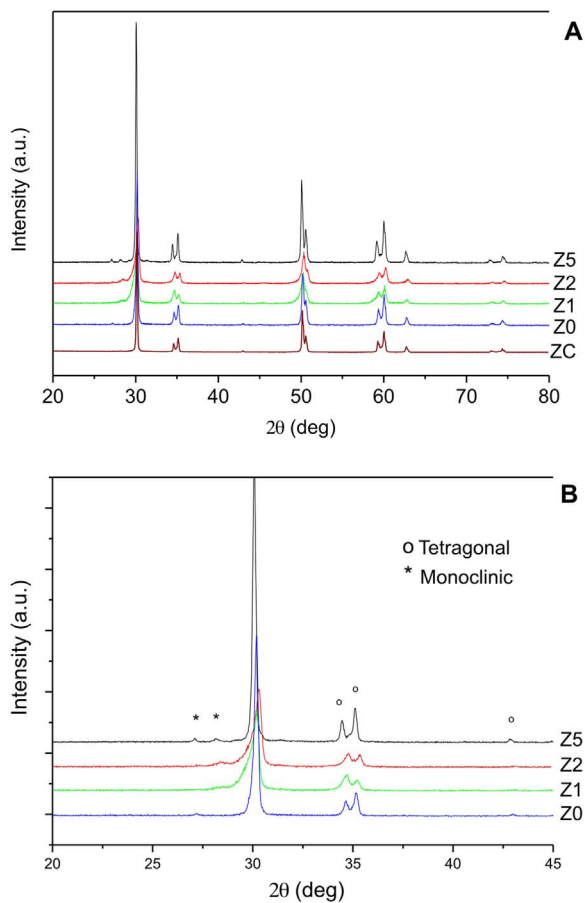 A
Intensity (a.u.)
Z5
Z2
Z1
Z0
ZC
20 30 40 50 60 70 80
2θ (deg)
B
o Tetragonal
* Monoclinic
Intensity (a.u.)
* * o o o
Z5
Z2
Z1
Z0
20 25 30 35 40 45
2θ (deg)